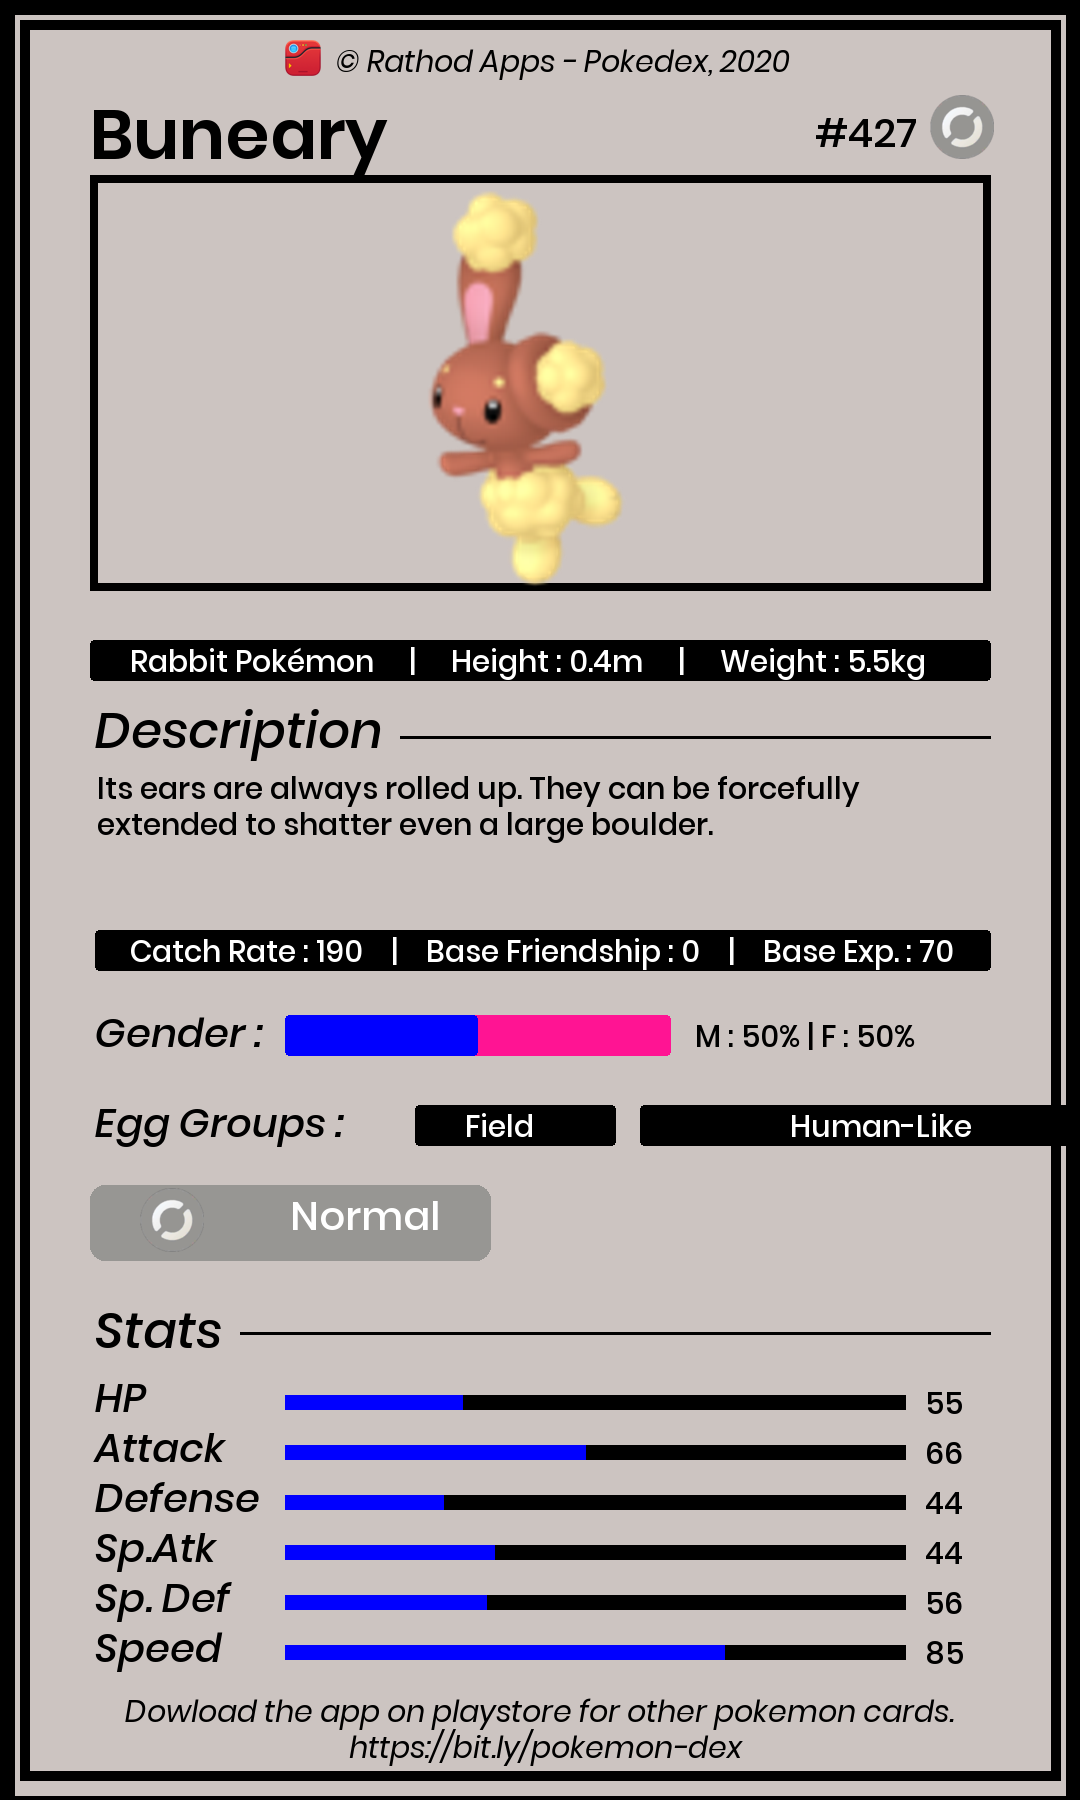 © Rathod Apps - Pokedex, 2020
Buneary
#427
Rabbit Pokémon | Height : 0.4m | Weight : 5.5kg
Description
Its ears are always rolled up. They can be forcefully
extended to shatter even a large boulder.
Catch Rate : 190 | Base Friendship : 0 | Base Exp. : 70
Gender : M : 50% | F : 50%
Egg Groups : Field Human-Like
Normal
Stats
HP 55
Attack 66
Defense 44
Sp.Atk 44
Sp. Def 56
Speed 85
Dowload the app on playstore for other pokemon cards.
https://bit.ly/pokemon-dex